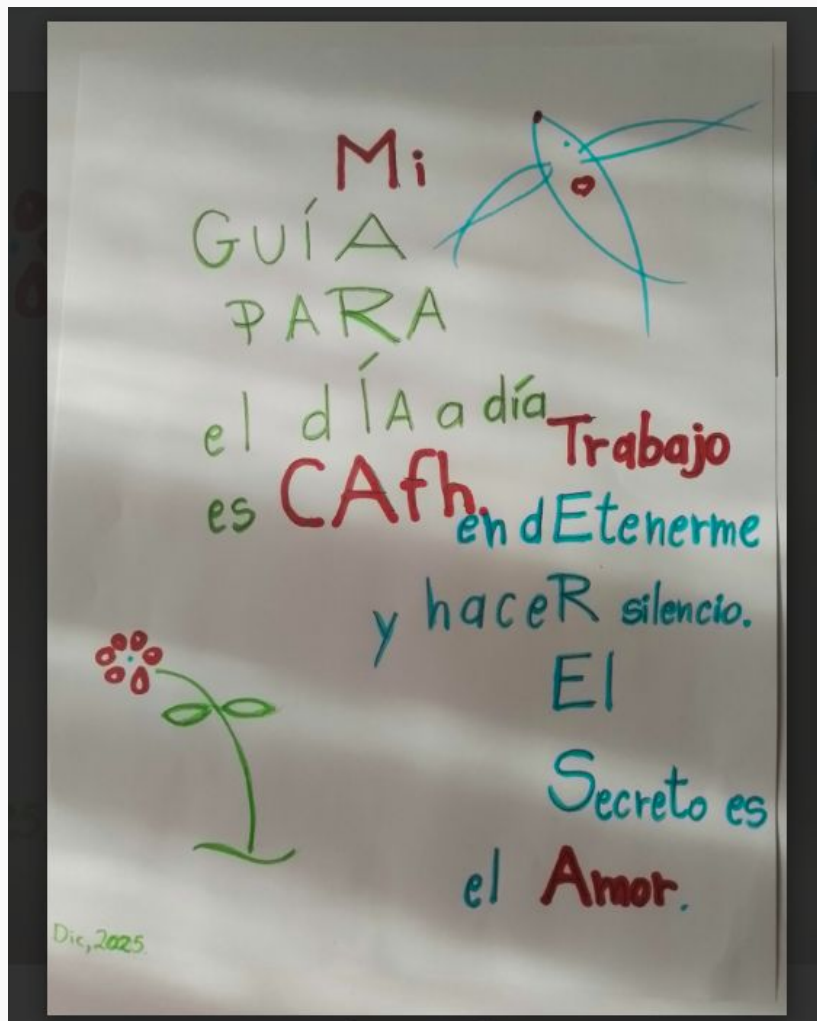 Mi
GUÍA
PARA
el dÍA a día
es CAfh.
Trabajo
en dEtenerme
y haceR silencio.
El
Secreto es
el Amor.
Dic, 2025